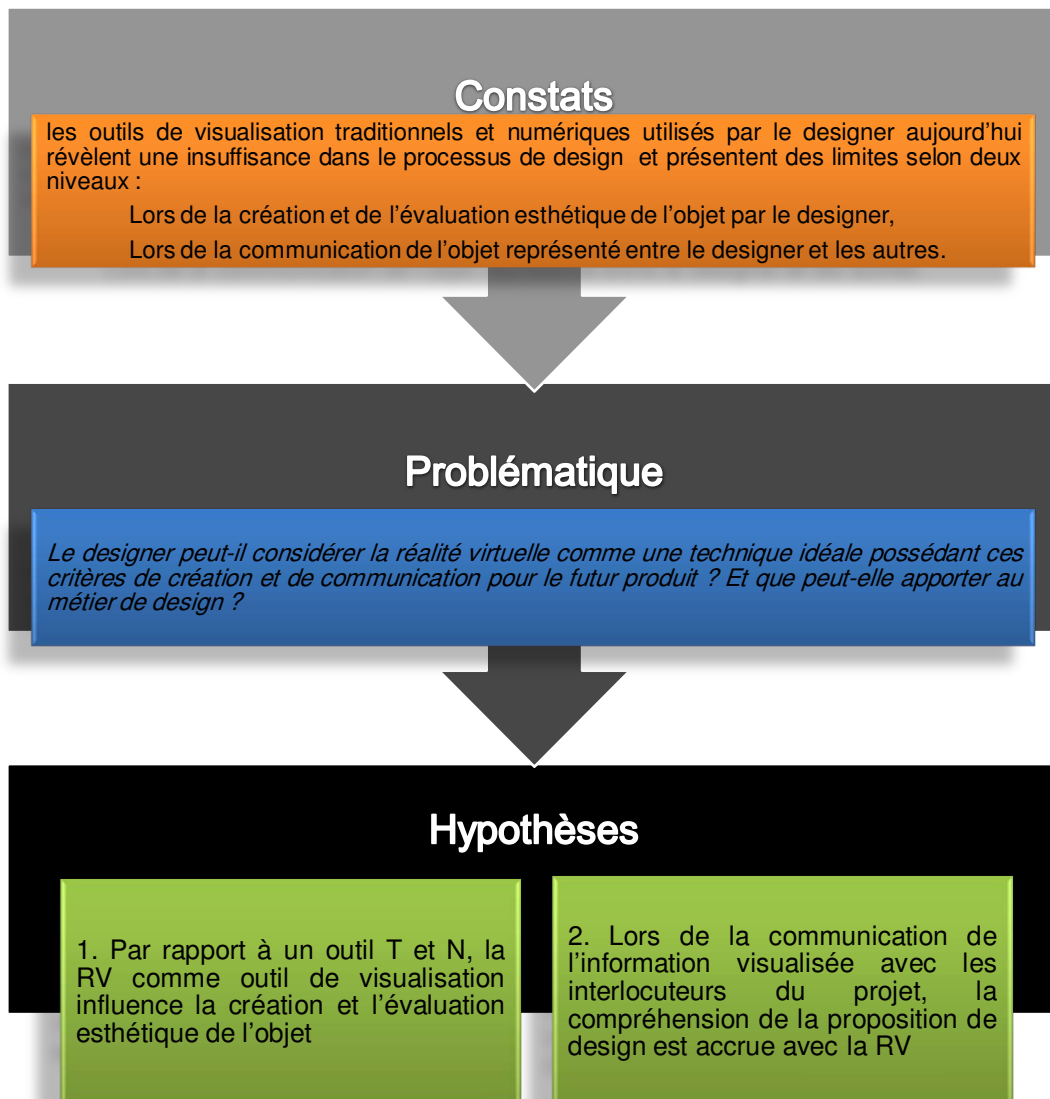 Constats
les outils de visualisation traditionnels et numériques utilisés par le designer aujourd’hui
révèlent une insuffisance dans le processus de design et présentent des limites selon deux
niveaux :
Lors de la création et de l’évaluation esthétique de l’objet par le designer,
Lors de la communication de l’objet représenté entre le designer et les autres.
Problématique
Le designer peut-il considérer la réalité virtuelle comme une technique idéale possédant ces
critères de création et de communication pour le futur produit ? Et que peut-elle apporter au
métier de design ?
Hypothèses
1. Par rapport à un outil T et N, la
RV comme outil de visualisation
influence la création et l’évaluation
esthétique de l’objet
2. Lors de la communication de
l’information visualisée avec les
interlocuteurs du projet, la
compréhension de la proposition de
design est accrue avec la RV